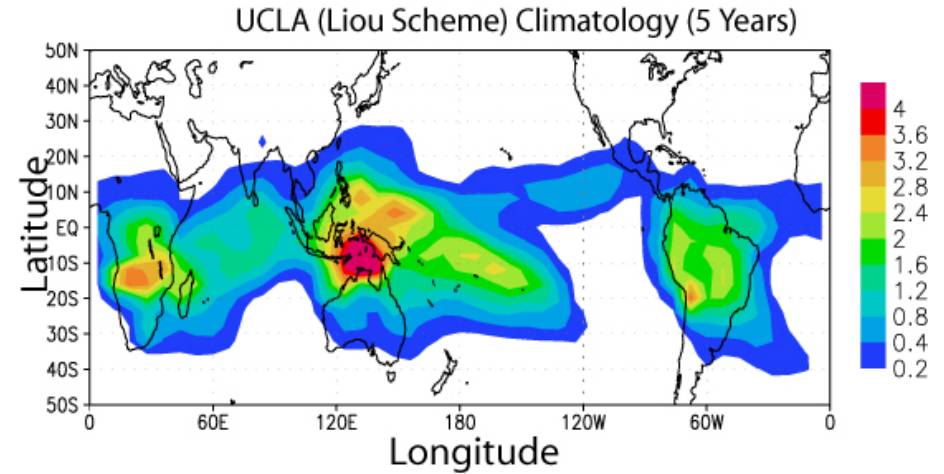 UCLA (Liou Scheme) Climatology (5 Years)
50N
40N
30N
20N
10N
EQ
10S
20S
30S
40S
50S
Latitude
0 60E 120E 180 120W 60W 0
Longitude
4
3.6
3.2
2.8
2.4
2
1.6
1.2
0.8
0.4
0.2